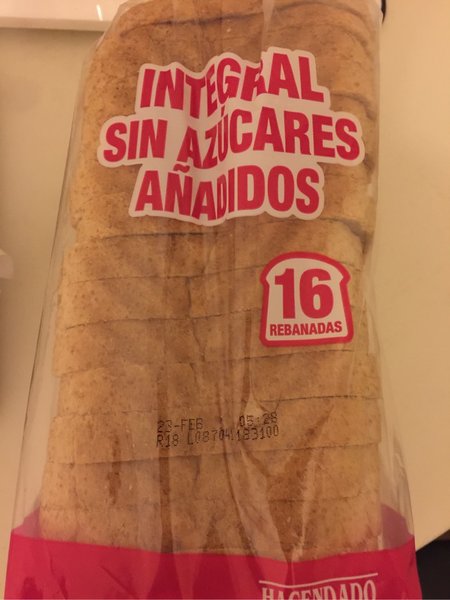 INTEGRAL
SIN AZÚCARES
AÑADIDOS
16
REBANADAS
23-FEB 05:28
R18 L08704183100
HACENDADO